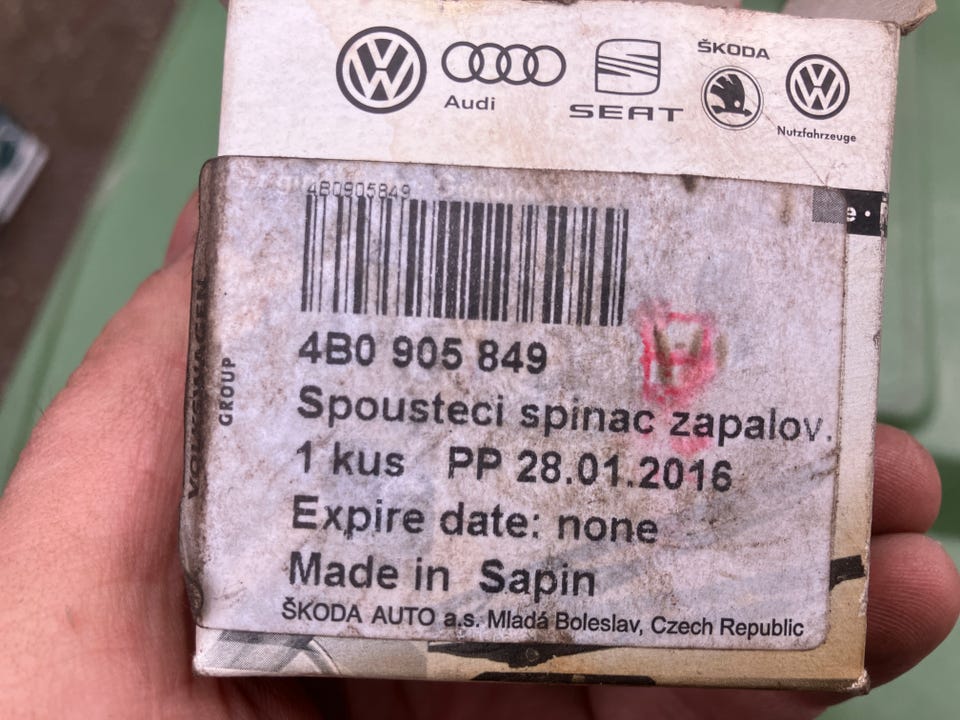 Audi
SEAT
ŠKODA
Nutzfahrzeuge
4B0905849
4B0 905 849
Spousteci spinac zapalov.
1 kus PP 28.01.2016
Expire date: none
Made in Sapin
ŠKODA AUTO a.s. Mladá Boleslav, Czech Republic
VOLKSWAGEN
GROUP